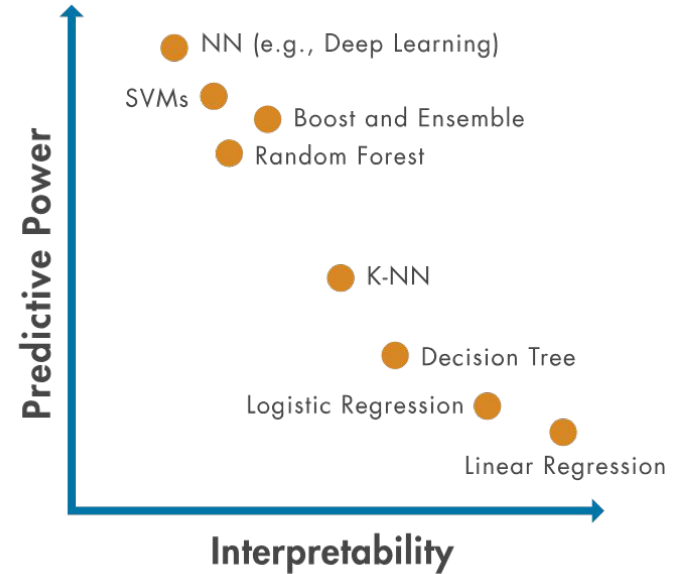 NN (e.g., Deep Learning)
SVMs
Boost and Ensemble
Random Forest
K-NN
Decision Tree
Logistic Regression
Linear Regression
Predictive Power
Interpretability